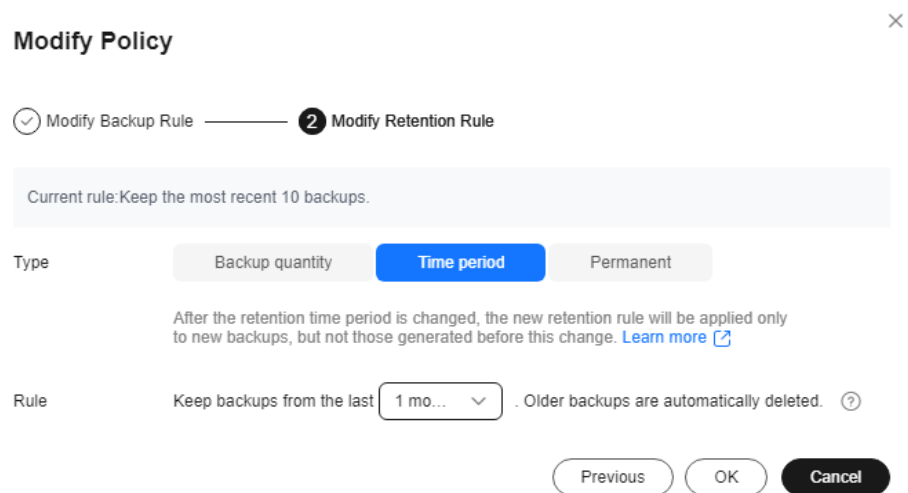 Modify Policy
Modify Backup Rule
2 Modify Retention Rule
Current rule:Keep the most recent 10 backups.
Type
Backup quantity
Time period
Permanent
After the retention time period is changed, the new retention rule will be applied only
to new backups, but not those generated before this change. Learn more
Rule
Keep backups from the last 1 mo... . Older backups are automatically deleted. ?
Previous
OK
Cancel